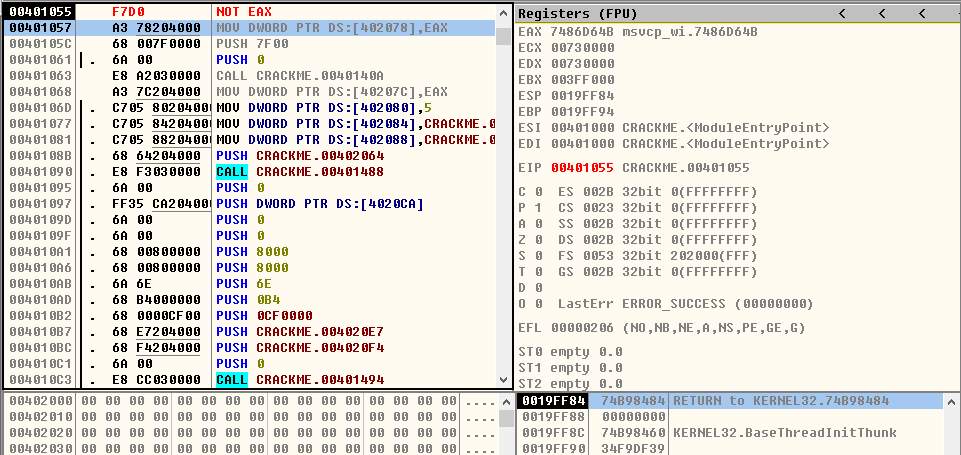 00401055 F7D0 NOT EAX
00401057 A3 78204000 MOV DWORD PTR DS:[402078],EAX
0040105C 68 007F0000 PUSH 7F00
00401061 . 6A 00 PUSH 0
00401063 E8 A2030000 CALL CRACKME.0040140A
00401068 A3 7C204000 MOV DWORD PTR DS:[40207C],EAX
0040106D . C705 80204000 MOV DWORD PTR DS:[402080],5
00401077 . C705 84204000 MOV DWORD PTR DS:[402084],CRACKME.0
00401081 . C705 88204000 MOV DWORD PTR DS:[402088],CRACKME.0
0040108B . 68 64204000 PUSH CRACKME.00402064
00401090 . E8 F3030000 CALL CRACKME.00401488
00401095 . 6A 00 PUSH 0
00401097 . FF35 CA204000 PUSH DWORD PTR DS:[4020CA]
0040109D . 6A 00 PUSH 0
0040109F . 6A 00 PUSH 0
004010A1 . 68 00800000 PUSH 8000
004010A6 . 68 00800000 PUSH 8000
004010AB . 6A 6E PUSH 6E
004010AD . 68 B4000000 PUSH 0B4
004010B2 . 68 0000CF00 PUSH 0CF0000
004010B7 . 68 E7204000 PUSH CRACKME.004020E7
004010BC . 68 F4204000 PUSH CRACKME.004020F4
004010C1 . 6A 00 PUSH 0
004010C3 . E8 CC030000 CALL CRACKME.00401494
Registers (FPU) < < <
EAX 7486D64B msvcp_wi.7486D64B
ECX 00730000
EDX 00730000
EBX 003FF000
ESP 0019FF84
EBP 0019FF94
ESI 00401000 CRACKME.<ModuleEntryPoint>
EDI 00401000 CRACKME.<ModuleEntryPoint>
EIP 00401055 CRACKME.00401055
C 0 ES 002B 32bit 0(FFFFFFFF)
P 1 CS 0023 32bit 0(FFFFFFFF)
A 0 SS 002B 32bit 0(FFFFFFFF)
Z 0 DS 002B 32bit 0(FFFFFFFF)
S 0 FS 0053 32bit 202000(FFF)
T 0 GS 002B 32bit 0(FFFFFFFF)
D 0
O 0 LastErr ERROR_SUCCESS (00000000)
EFL 00000206 (NO,NB,NE,A,NS,PE,GE,G)
ST0 empty 0.0
ST1 empty 0.0
ST2 empty 0.0
00402000 00 00 00 00 00 00 00 00 00 00 00 00 00 00 00 00 ....
00402010 00 00 00 00 00 00 00 00 00 00 00 00 00 00 00 00 ....
00402020 00 00 00 00 00 00 00 00 00 00 00 00 00 00 00 00 ....
00402030 00 00 00 00 00 00 00 00 00 00 00 00 00 00 00 00 ....
0019FF84 74B98484 RETURN to KERNEL32.74B98484
0019FF88 00000000
0019FF8C 74B98460 KERNEL32.BaseThreadInitThunk
0019FF90 34F9DF39